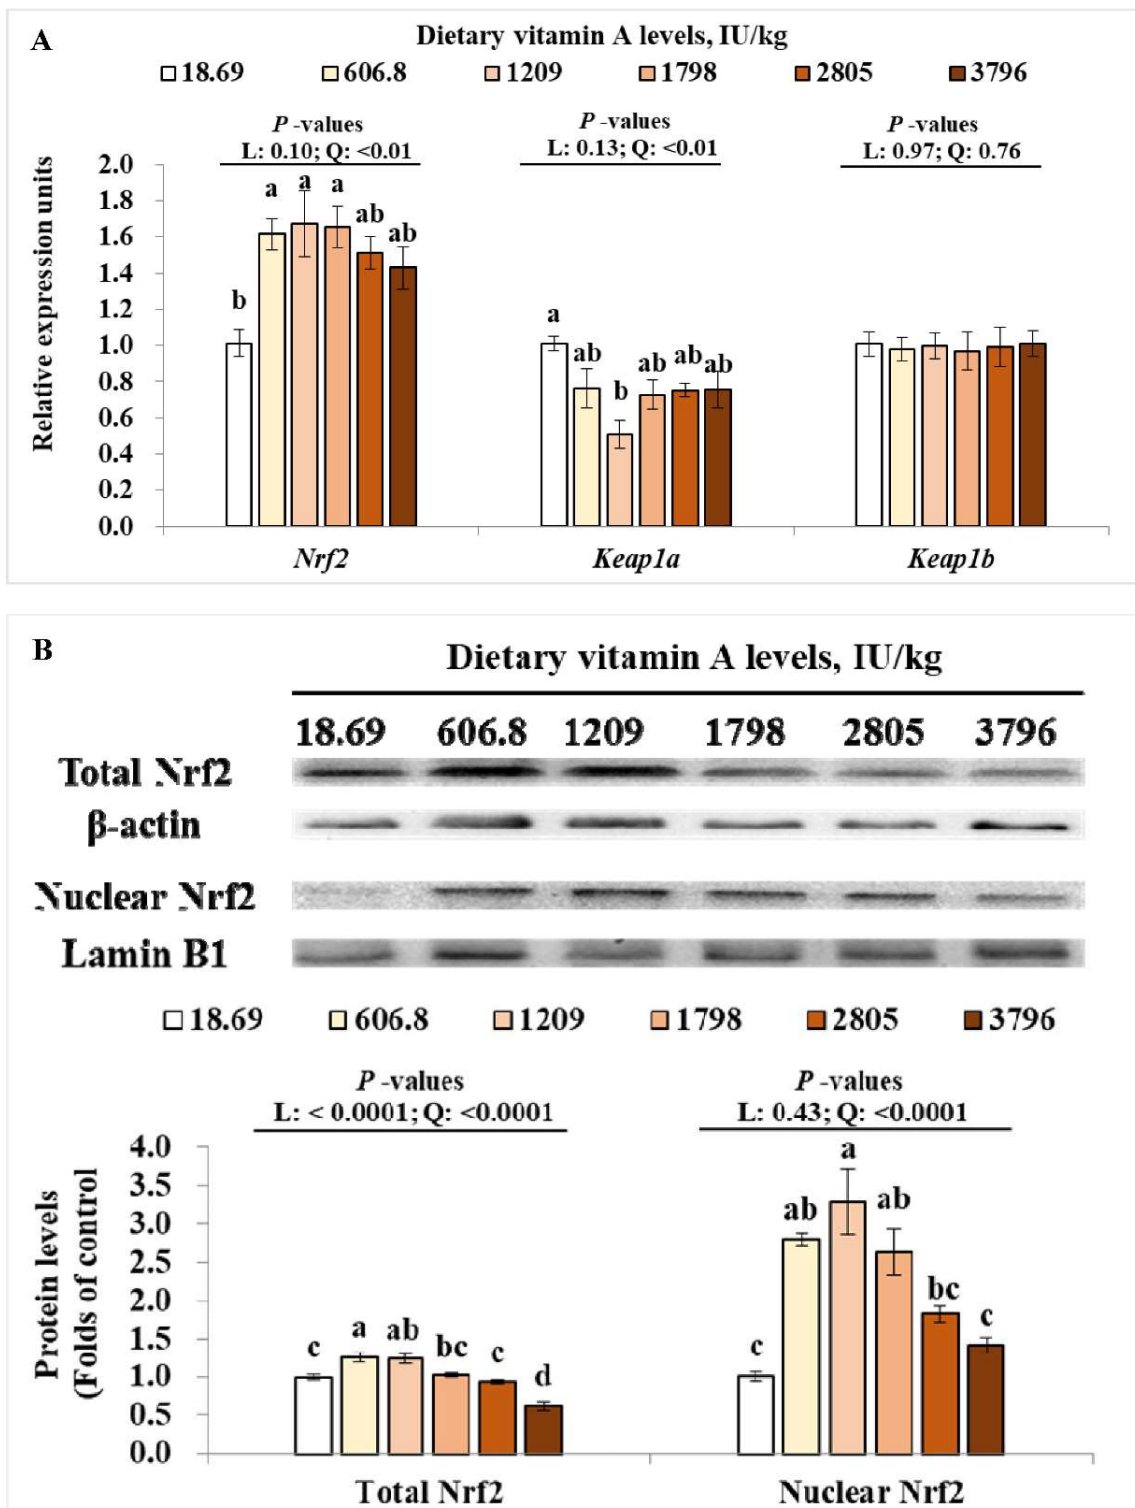 A
Dietary vitamin A levels, IU/kg
18.69 606.8 1209 1798 2805 3796
P -values P -values P -values
L: 0.10; Q: <0.01 L: 0.13; Q: <0.01 L: 0.97; Q: 0.76
Relative expression units
2.0
1.8
1.6
1.4
1.2
1.0
0.8
0.6
0.4
0.2
0.0
b a a a ab ab
a ab b ab ab ab
Nrf2 Keap1a Keap1b
B
Dietary vitamin A levels, IU/kg
18.69 606.8 1209 1798 2805 3796
Total Nrf2
β-actin
Nuclear Nrf2
Lamin B1
18.69 606.8 1209 1798 2805 3796
P -values P -values
L: < 0.0001; Q: <0.0001 L: 0.43; Q: <0.0001
Protein levels
(Folds of control
4.0
3.5
3.0
2.5
2.0
1.5
1.0
0.5
0.0
c a ab bc c d
c ab a ab bc c
Total Nrf2 Nuclear Nrf2